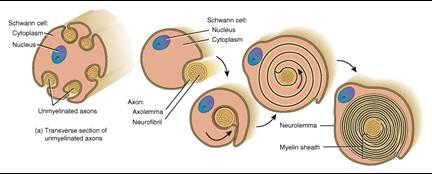 Schwann cell:
Cytoplasm
Nucleus
Unmyelinated axons
(a) Transverse section of
unmyelinated axons
Schwann cell:
Nucleus
Cytoplasm
Axon:
Axolemma
Neurofibril
Neurolemma
Myelin sheath